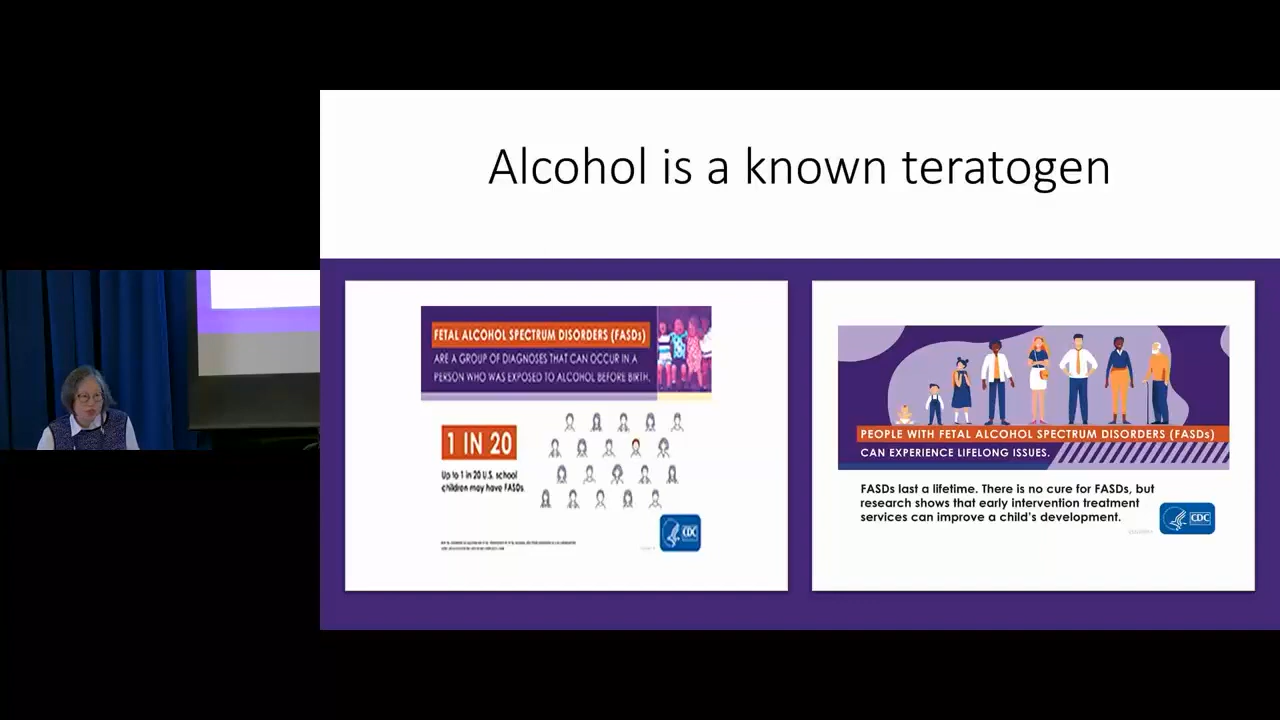 Alcohol is a known teratogen
FETAL ALCOHOL SPECTRUM DISORDERS (FASDs)
ARE A GROUP OF DIAGNOSES THAT CAN OCCUR IN A
PERSON WHO WAS EXPOSED TO ALCOHOL BEFORE BIRTH.
1 IN 20
Up to 1 in 20 U.S. school
children may have FASDs
CDC
PEOPLE WITH FETAL ALCOHOL SPECTRUM DISORDERS (FASDs)
CAN EXPERIENCE LIFELONG ISSUES.
FASDs last a lifetime. There is no cure for FASDs, but
research shows that early intervention treatment
services can improve a child's development.
CDC